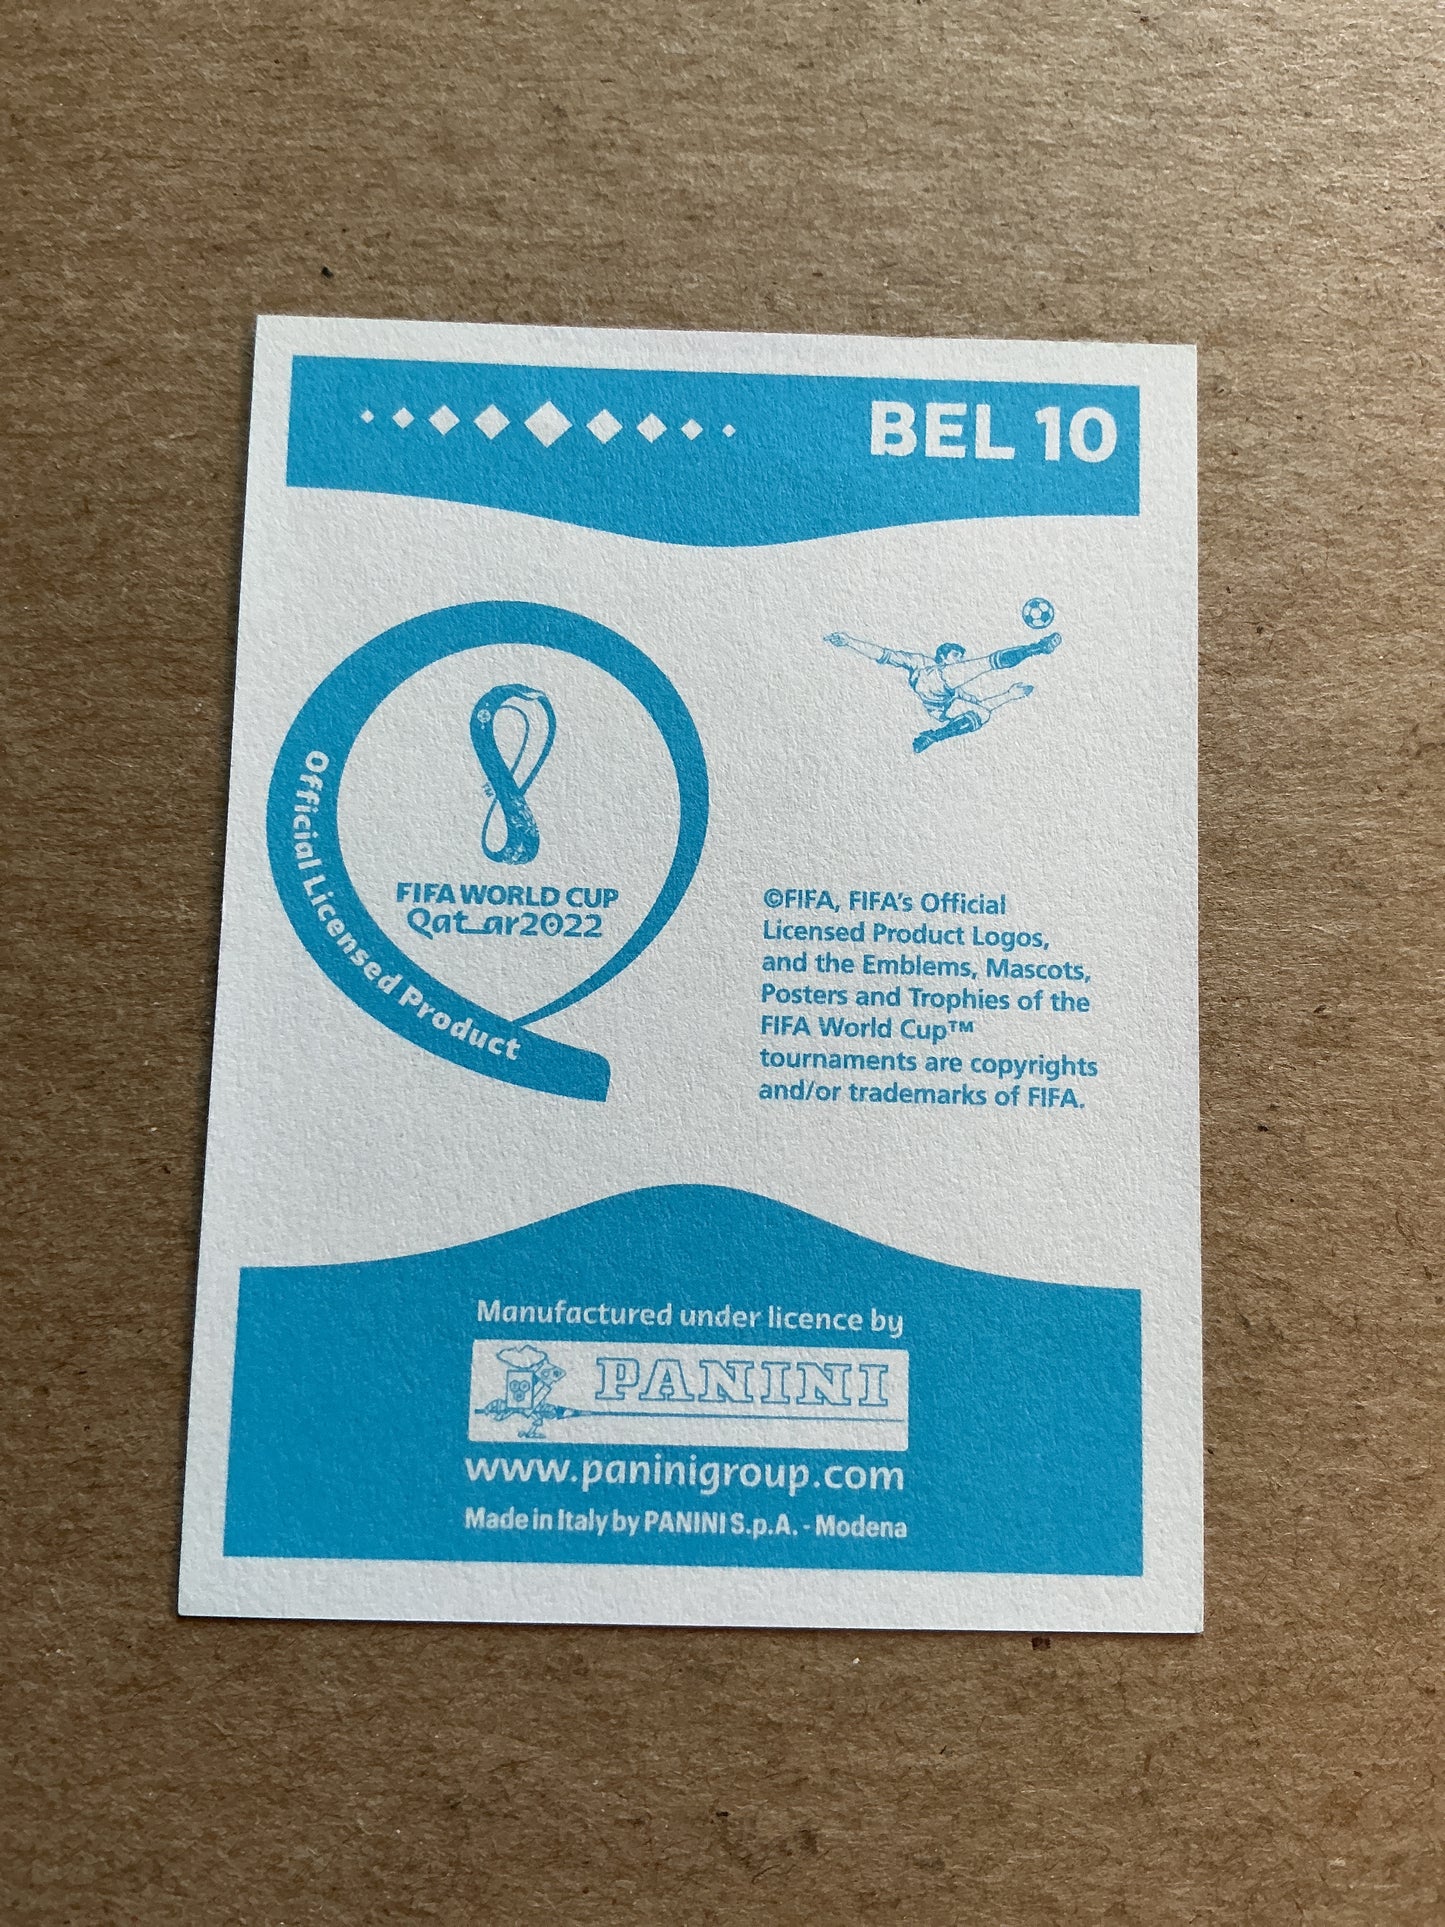 BEL 10
Official Licensed Product
™
FIFA WORLD CUP
Qatar2022
©FIFA, FIFA's Official
Licensed Product Logos,
and the Emblems, Mascots,
Posters and Trophies of the
FIFA World Cup™
tournaments are copyrights
and/or trademarks of FIFA.
Manufactured under licence by
PANINI
www.paninigroup.com
Made in Italy by PANINI S.p.A. - Modena